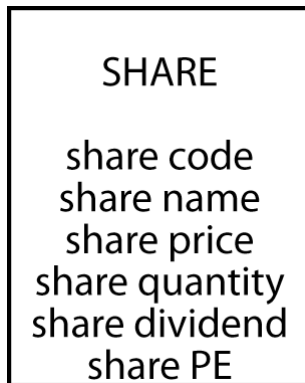 SHARE
share code
share name
share price
share quantity
share dividend
share PE